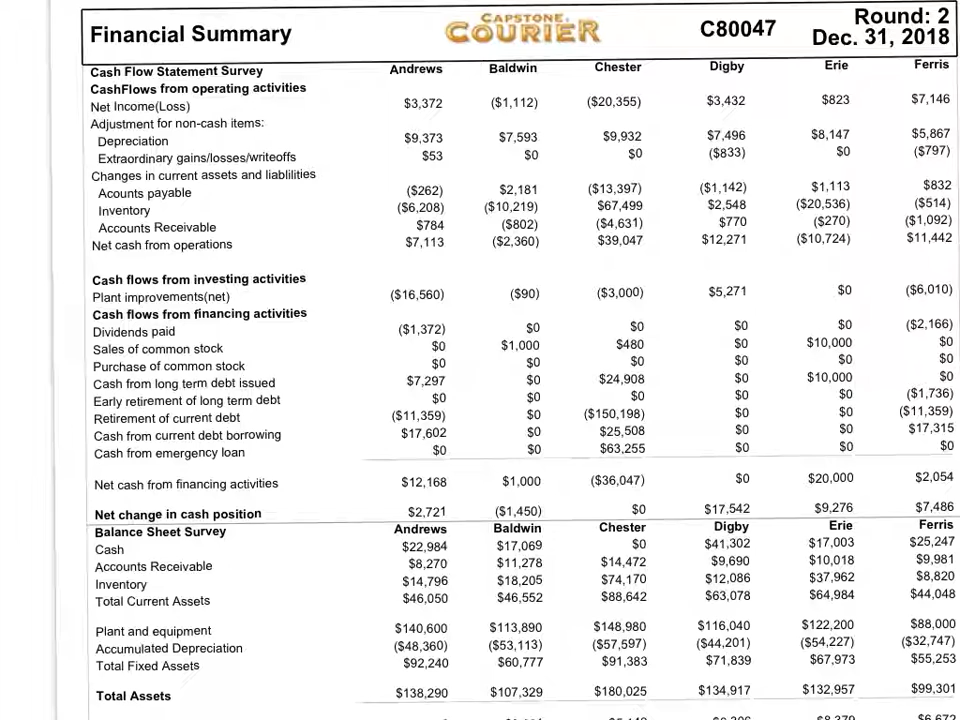 Financial Summary
CAPSTONE COURIER
C80047
Round: 2
Dec. 31, 2018
Cash Flow Statement Survey Andrews Baldwin Chester Digby Erie Ferris
CashFlows from operating activities
Net Income(Loss) $3,372 ($1,112) ($20,355) $3,432 $823 $7,146
Adjustment for non-cash items:
Depreciation $9,373 $7,593 $9,932 $7,496 $8,147 $5,867
Extraordinary gains/losses/writeoffs $53 $0 $0 ($833) $0 ($797)
Changes in current assets and liablilities
Acounts payable ($262) $2,181 ($13,397) ($1,142) $1,113 $832
Inventory ($6,208) ($10,219) $67,499 $2,548 ($20,536) ($514)
Accounts Receivable $784 ($802) ($4,631) $770 ($270) ($1,092)
Net cash from operations $7,113 ($2,360) $39,047 $12,271 ($10,724) $11,442
Cash flows from investing activities
Plant improvements(net) ($16,560) ($90) ($3,000) $5,271 $0 ($6,010)
Cash flows from financing activities
Dividends paid ($1,372) $0 $0 $0 $0 ($2,166)
Sales of common stock $0 $1,000 $480 $0 $10,000 $0
Purchase of common stock $0 $0 $0 $0 $0 $0
Cash from long term debt issued $7,297 $0 $24,908 $0 $10,000 $0
Early retirement of long term debt $0 $0 $0 $0 $0 ($1,736)
Retirement of current debt ($11,359) $0 ($150,198) $0 $0 ($11,359)
Cash from current debt borrowing $17,602 $0 $25,508 $0 $0 $17,315
Cash from emergency loan $0 $0 $63,255 $0 $0 $0
Net cash from financing activities $12,168 $1,000 ($36,047) $0 $20,000 $2,054
Net change in cash position $2,721 ($1,450) $0 $17,542 $9,276 $7,486
Balance Sheet Survey Andrews Baldwin Chester Digby Erie Ferris
Cash $22,984 $17,069 $0 $41,302 $17,003 $25,247
Accounts Receivable $8,270 $11,278 $14,472 $9,690 $10,018 $9,981
Inventory $14,796 $18,205 $74,170 $12,086 $37,962 $8,820
Total Current Assets $46,050 $46,552 $88,642 $63,078 $64,984 $44,048
Plant and equipment $140,600 $113,890 $148,980 $116,040 $122,200 $88,000
Accumulated Depreciation ($48,360) ($53,113) ($57,597) ($44,201) ($54,227) ($32,747)
Total Fixed Assets $92,240 $60,777 $91,383 $71,839 $67,973 $55,253
Total Assets $138,290 $107,329 $180,025 $134,917 $132,957 $99,301